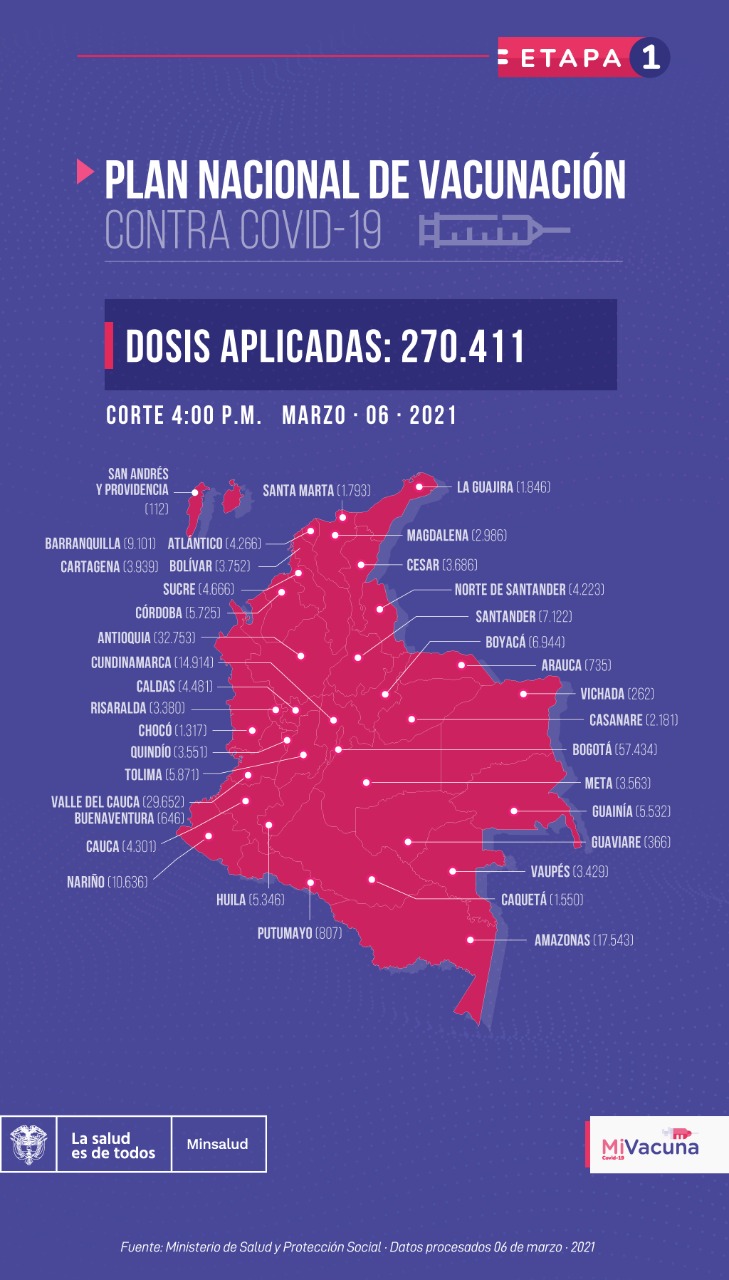 ETAPA 1
PLAN NACIONAL DE VACUNACIÓN
CONTRA COVID-19
DOSIS APLICADAS: 270.411
CORTE 4:00 P.M. MARZO · 06 · 2021
SAN ANDRÉS
Y PROVIDENCIA
(112)
SANTA MARTA (1.793)
LA GUAJIRA (1.846)
BARRANQUILLA (9.101) ATLÁNTICO (4.266)
MAGDALENA (2.986)
CARTAGENA (3.939) BOLÍVAR (3.752)
CESAR (3.686)
SUCRE (4.666)
NORTE DE SANTANDER (4.223)
CÓRDOBA (5.725)
SANTANDER (7.122)
ANTIOQUIA (32.753)
BOYACÁ (6.944)
CUNDINAMARCA (14.914)
ARAUCA (735)
CALDAS (4.481)
VICHADA (262)
RISARALDA (3.380)
CASANARE (2.181)
CHOCÓ (1.317)
QUINDÍO (3.551)
BOGOTÁ (57.434)
TOLIMA (5.871)
META (3.563)
VALLE DEL CAUCA (29.652)
GUAINÍA (5.532)
BUENAVENTURA (646)
CAUCA (4.301)
GUAVIARE (366)
NARIÑO (10.636)
VAUPÉS (3.429)
HUILA (5.346)
CAQUETÁ (1.550)
PUTUMAYO (807)
AMAZONAS (17.543)
La salud
es de todos
Minsalud
MiVacuna
Covid-19
Fuente: Ministerio de Salud y Protección Social · Datos procesados 06 de marzo · 2021